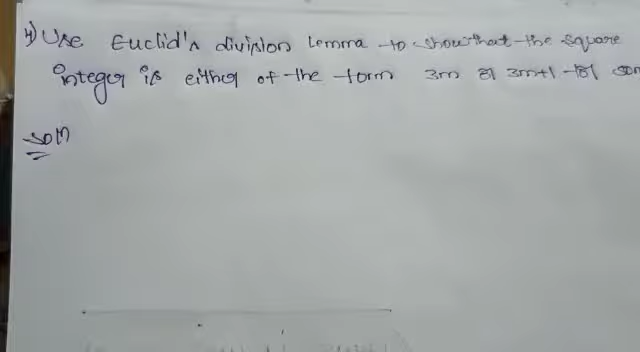 4) Use Euclid's division lemma to show that the square
integer is either of the form 3m or 3m+1 for som
soln